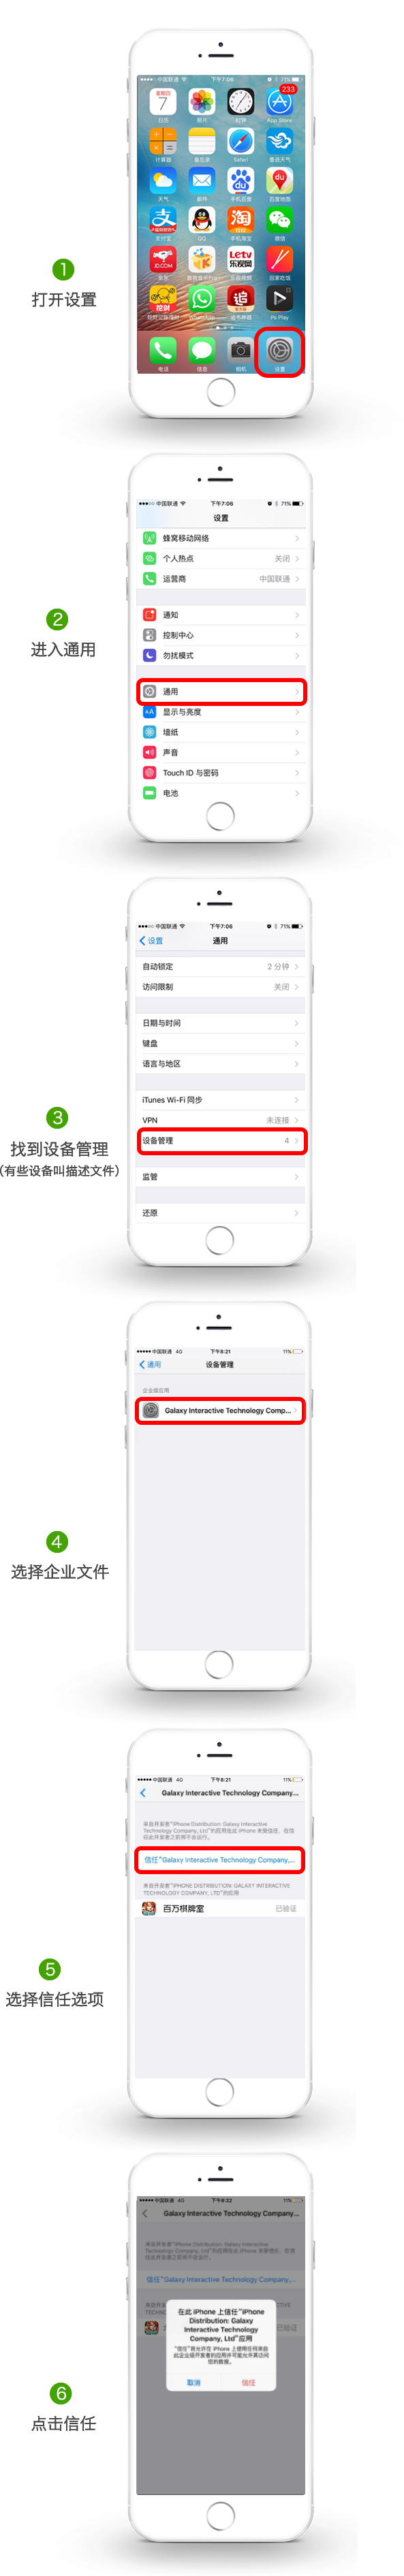 中国联通 下午7:06 71%
星期四
7
233
日历 照片 时钟 App Store
计算器 备忘录 Safari 墨迹天气
天气 邮件 手机百度 百度地图
支付宝 QQ 手机淘宝 微信
回家吃饭
追书神器 Ps Play
电话 信息 相机 设置
1
打开设置
中国联通 下午7:06 71%
设置
蜂窝移动网络
个人热点 关闭
运营商 中国联通
通知
控制中心
勿扰模式
通用
显示与亮度
墙纸
声音
Touch ID 与密码
电池
2
进入通用
中国联通 下午7:06 71%
设置 通用
自动锁定 2 分钟
访问限制 关闭
日期与时间
键盘
语言与地区
iTunes Wi-Fi 同步
VPN 未连接
设备管理 4
监管
还原
3
找到设备管理
(有些设备叫描述文件)
中国联通 4G 下午8:21 11%
通用 设备管理
企业级应用
Galaxy Interactive Technology Comp...
4
选择企业文件
中国联通 4G 下午8:21 11%
Galaxy Interactive Technology Company...
来自开发者"iPhone Distribution: Galaxy Interactive
Technology Company, Ltd"的应用在此 iPhone 未受信任。在信
任此开发者之前将不会运行。
信任"Galaxy Interactive Technology Company,...
来自开发者"IPHONE DISTRIBUTION: GALAXY INTERACTIVE
TECHNOLOGY COMPANY, LTD"的应用
百万棋牌室 已验证
5
选择信任选项
中国联通 4G 下午8:22 11%
Galaxy Interactive Technology Company...
信任"Galaxy Interactive Technology Company,...
在此 iPhone 上信任"iPhone
Distribution: Galaxy
Interactive Technology
Company, Ltd"应用
"信任"将允许在 iPhone 上使用任何来自
此企业级开发者的应用并可能允许其访问
您的数据。
取消 信任
已验证
6
点击信任